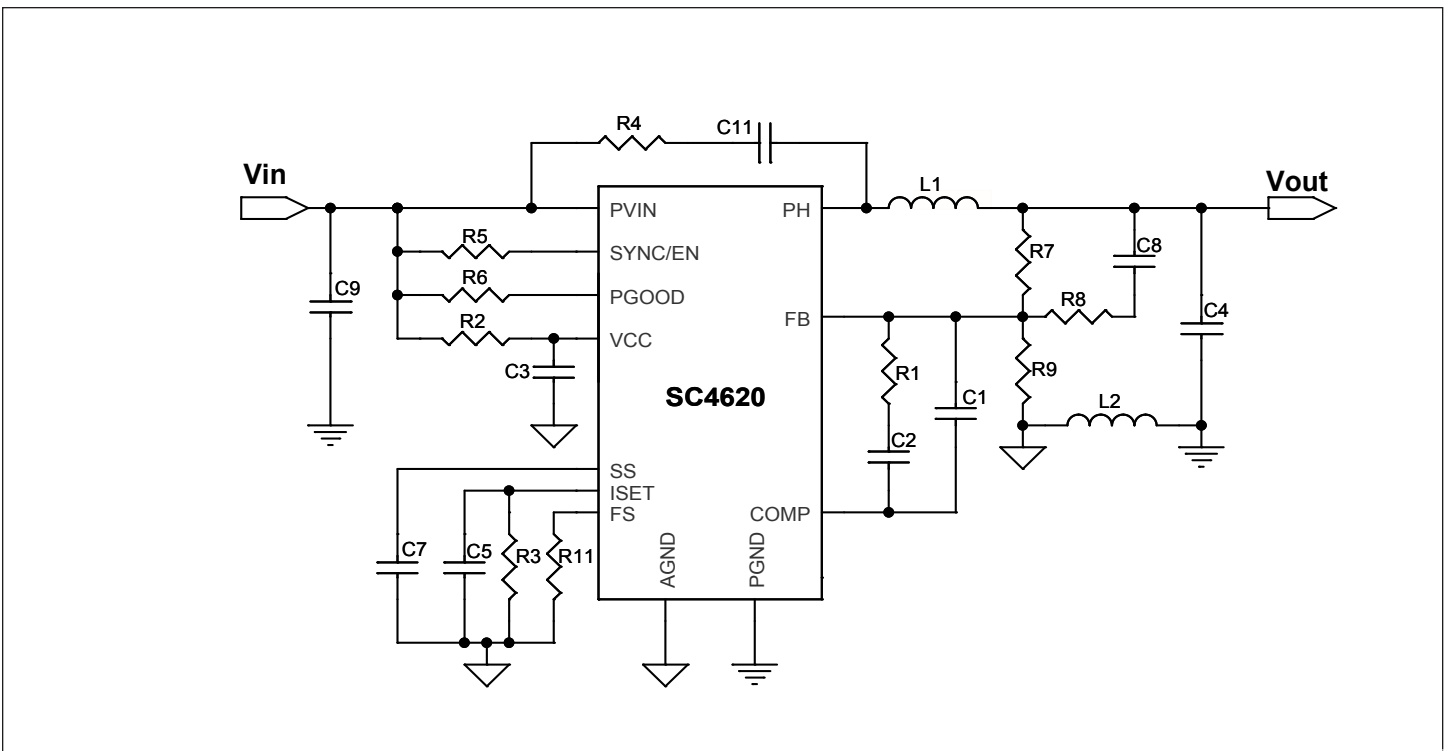 R4
C11
Vin
L1
Vout
PVIN
PH
R5
SYNC/EN
R7
C8
R6
C9
PGOOD
R8
C4
R2
FB
VCC
C3
R1
R9
SC4620
C1
L2
C2
SS
ISET
FS
COMP
C7
C5
R3
R11
AGND
PGND